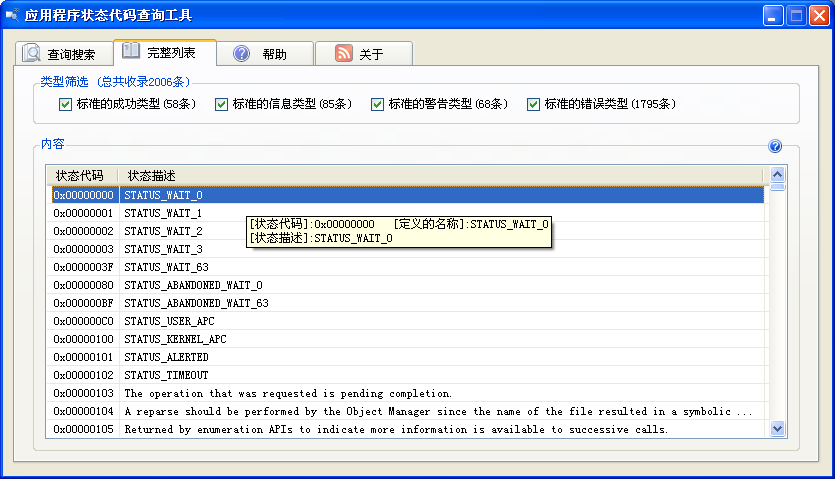 应用程序状态代码查询工具
查询搜索 完整列表 帮助 关于
类型筛选 (总共收录2006条)
标准的成功类型(58条) 标准的信息类型(85条) 标准的警告类型(68条) 标准的错误类型(1795条)
内容
状态代码 状态描述
0x00000000 STATUS_WAIT_0
0x00000001 STATUS_WAIT_1
[状态代码]:0x00000000 [定义的名称]:STATUS_WAIT_0
[状态描述]:STATUS_WAIT_0
0x00000002 STATUS_WAIT_2
0x00000003 STATUS_WAIT_3
0x0000003F STATUS_WAIT_63
0x00000080 STATUS_ABANDONED_WAIT_0
0x000000BF STATUS_ABANDONED_WAIT_63
0x000000C0 STATUS_USER_APC
0x00000100 STATUS_KERNEL_APC
0x00000101 STATUS_ALERTED
0x00000102 STATUS_TIMEOUT
0x00000103 The operation that was requested is pending completion.
0x00000104 A reparse should be performed by the Object Manager since the name of the file resulted in a symbolic ...
0x00000105 Returned by enumeration APIs to indicate more information is available to successive calls.